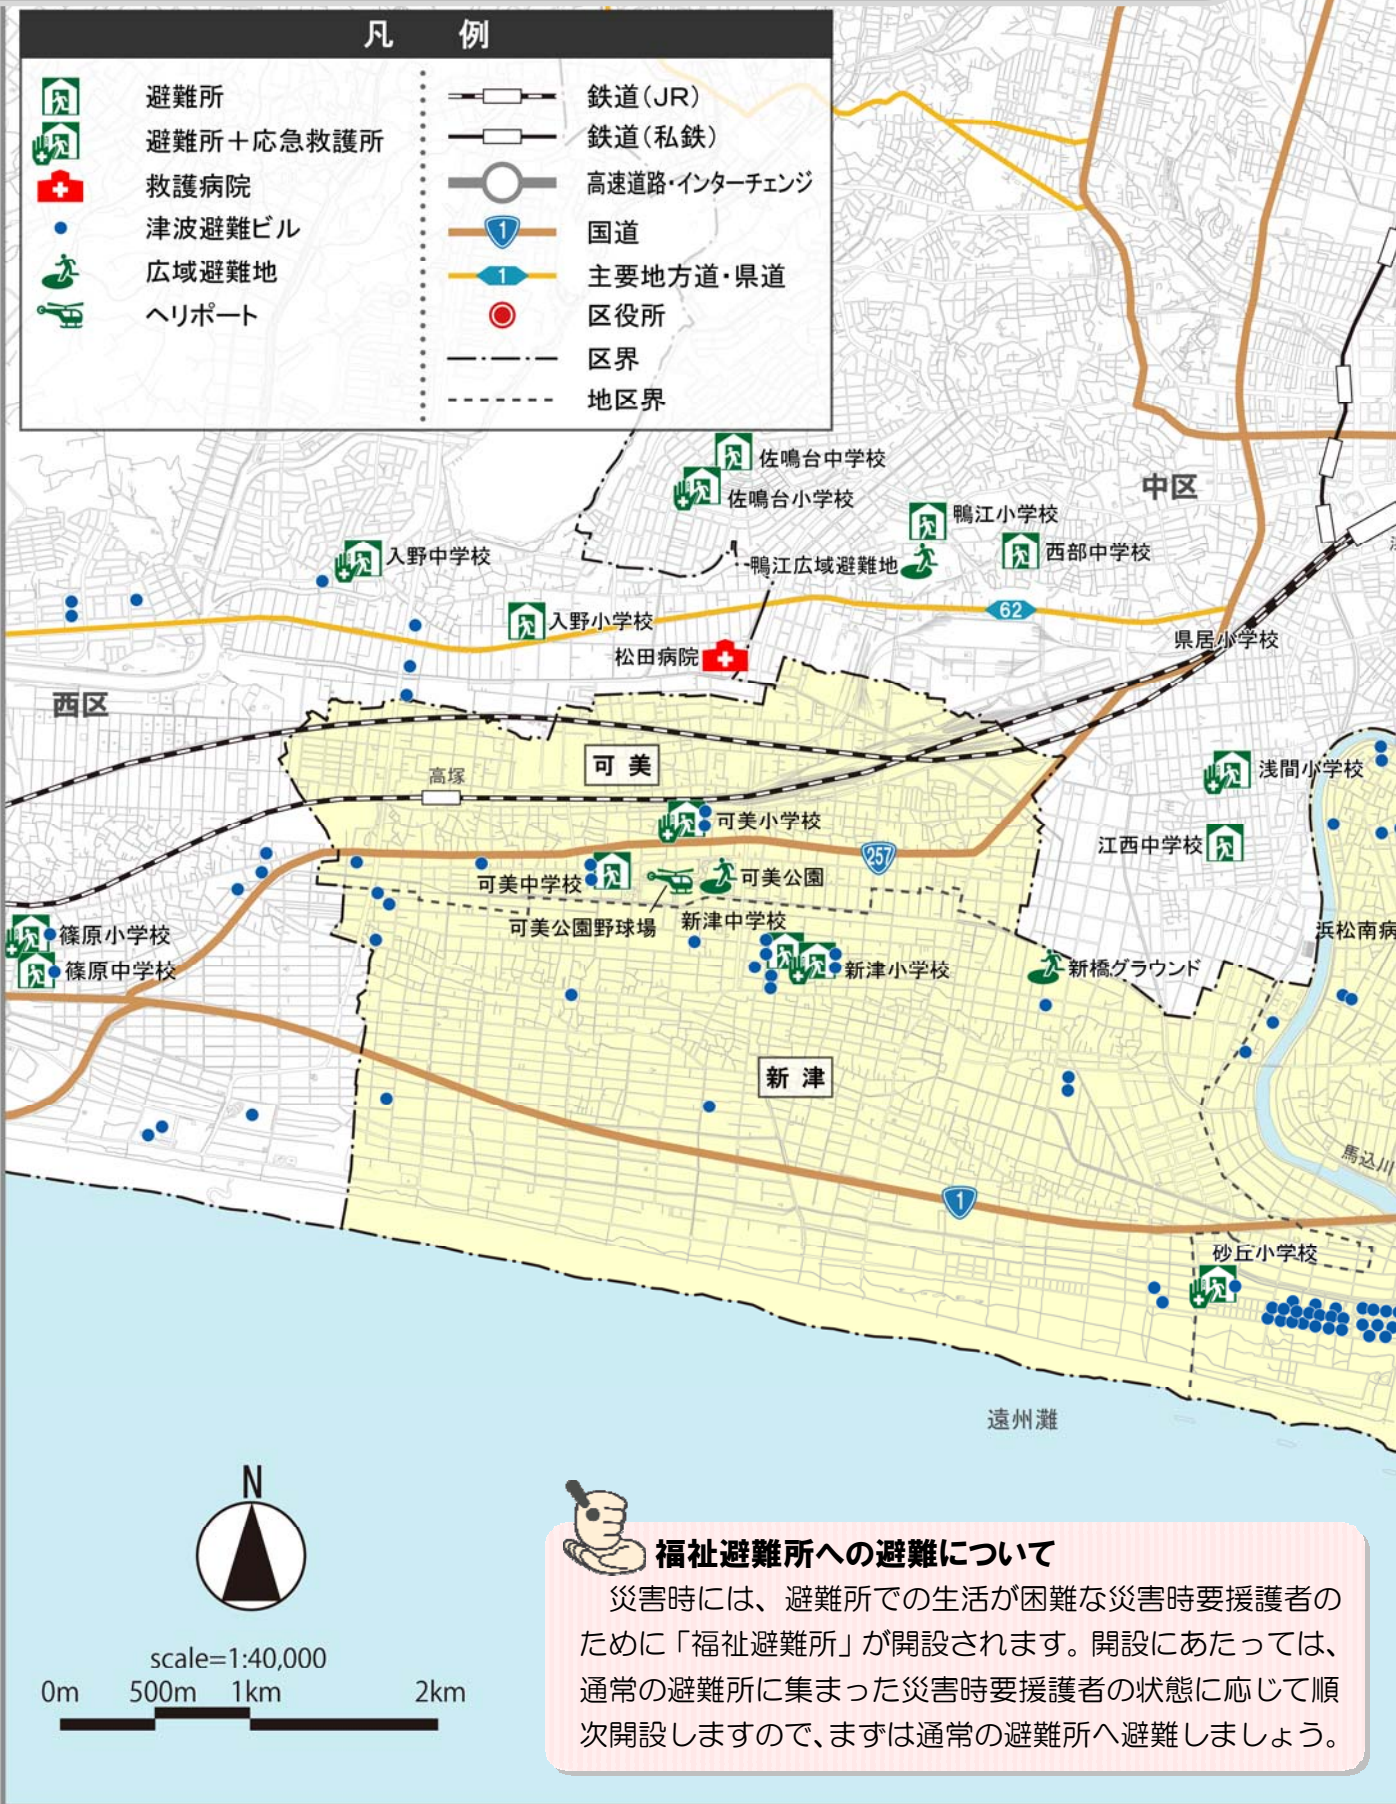 凡 例
避難所
避難所＋応急救護所
救護病院
津波避難ビル
広域避難地
ヘリポート
鉄道（JR）
鉄道（私鉄）
高速道路・インターチェンジ
1
国道
1
主要地方道・県道
区役所
区界
地区界
佐鳴台中学校
佐鳴台小学校
中区
鴨江小学校
西部中学校
鴨江広域避難地
入野中学校
入野小学校
62
松田病院
県居小学校
西区
可美
高塚
浅間小学校
可美小学校
江西中学校
257
可美中学校
可美公園
可美公園野球場
新津中学校
篠原小学校
篠原中学校
浜松南病
新津小学校
新橋グラウンド
新津
馬込川
1
砂丘小学校
遠州灘
N
scale=1:40,000
0m 500m 1km 2km
福祉避難所への避難について
災害時には、避難所での生活が困難な災害時要援護者の
ために「福祉避難所」が開設されます。開設にあたっては、
通常の避難所に集まった災害時要援護者の状態に応じて順
次開設しますので、まずは通常の避難所へ避難しましょう。